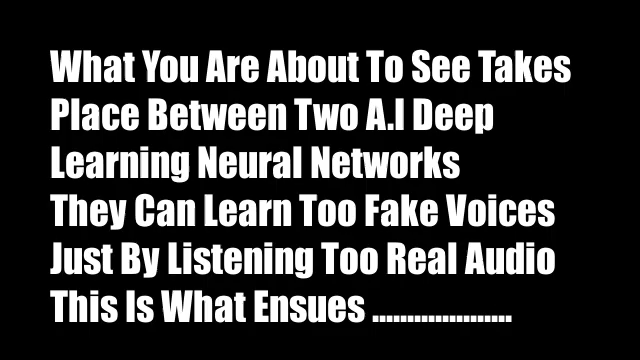 What You Are About To See Takes
Place Between Two A.I Deep
Learning Neural Networks
They Can Learn Too Fake Voices
Just By Listening Too Real Audio
This Is What Ensues ....................